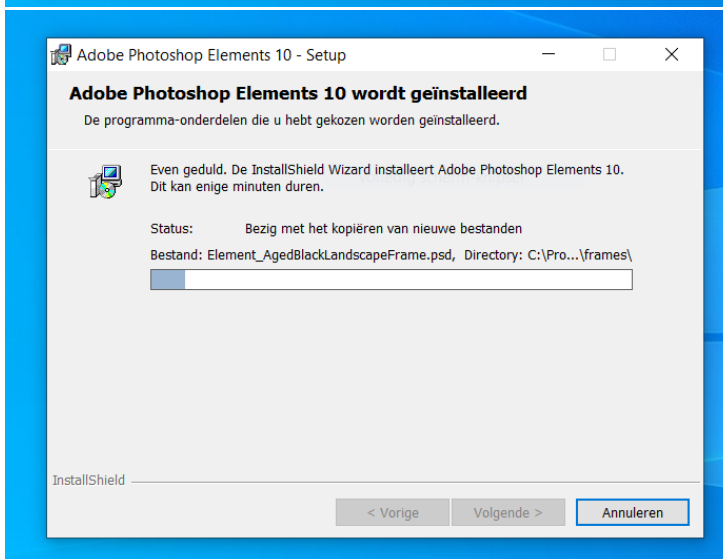 Adobe Photoshop Elements 10 - Setup
Adobe Photoshop Elements 10 wordt geïnstalleerd
De programma-onderdelen die u hebt gekozen worden geïnstalleerd.
Even geduld. De InstallShield Wizard installeert Adobe Photoshop Elements 10.
Dit kan enige minuten duren.
Status: Bezig met het kopiëren van nieuwe bestanden
Bestand: Element_AgedBlackLandscapeFrame.psd, Directory: C:\Pro...\frames\
InstallShield
< Vorige Volgende > Annuleren